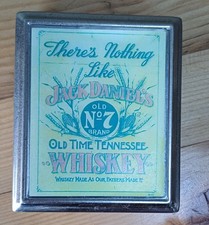 There's Nothing
Like
JACK DANIEL'S
OLD
No 7
BRAND
OLD TIME TENNESSEE
WHISKEY
WHISKEY MADE AS OUR FATHERS MADE IT